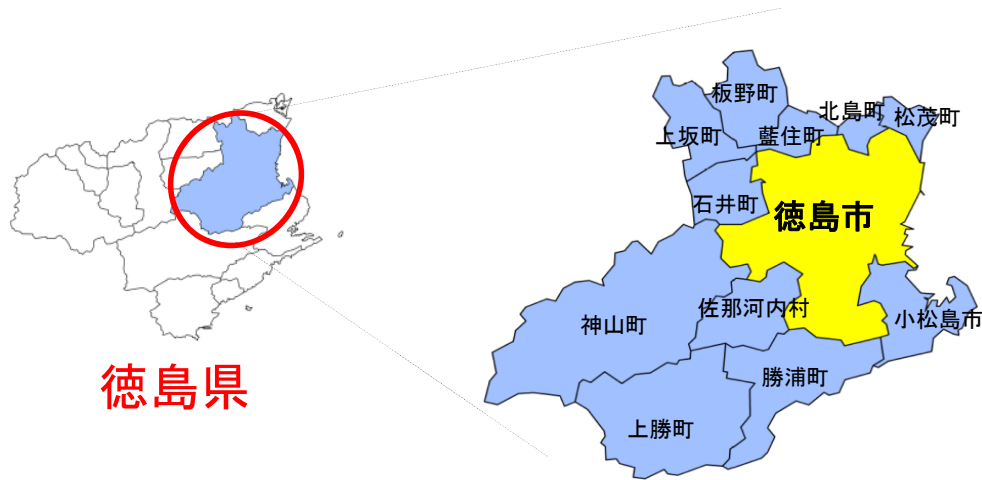 板野町
北島町
松茂町
上坂町
藍住町
石井町
徳島市
佐那河内村
神山町
小松島市
勝浦町
上勝町
徳島県